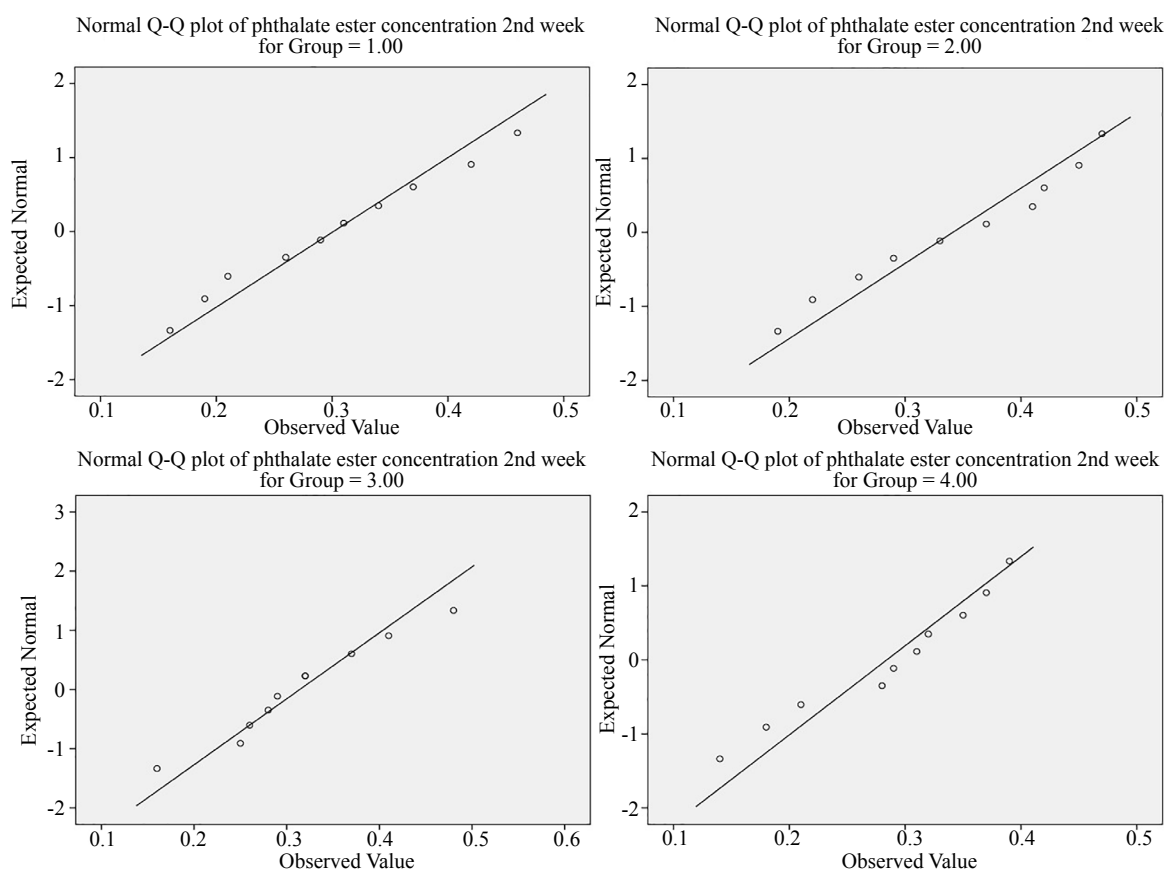 Normal Q-Q plot of phthalate ester concentration 2nd week
for Group = 1.00
2
1
0
-1
-2
Expected Normal
0.1 0.2 0.3 0.4 0.5
Observed Value
Normal Q-Q plot of phthalate ester concentration 2nd week
for Group = 2.00
2
1
0
-1
-2
Expected Normal
0.1 0.2 0.3 0.4 0.5
Observed Value
Normal Q-Q plot of phthalate ester concentration 2nd week
for Group = 3.00
3
2
1
0
-1
-2
Expected Normal
0.1 0.2 0.3 0.4 0.5 0.6
Observed Value
Normal Q-Q plot of phthalate ester concentration 2nd week
for Group = 4.00
2
1
0
-1
-2
Expected Normal
0.1 0.2 0.3 0.4 0.5
Observed Value